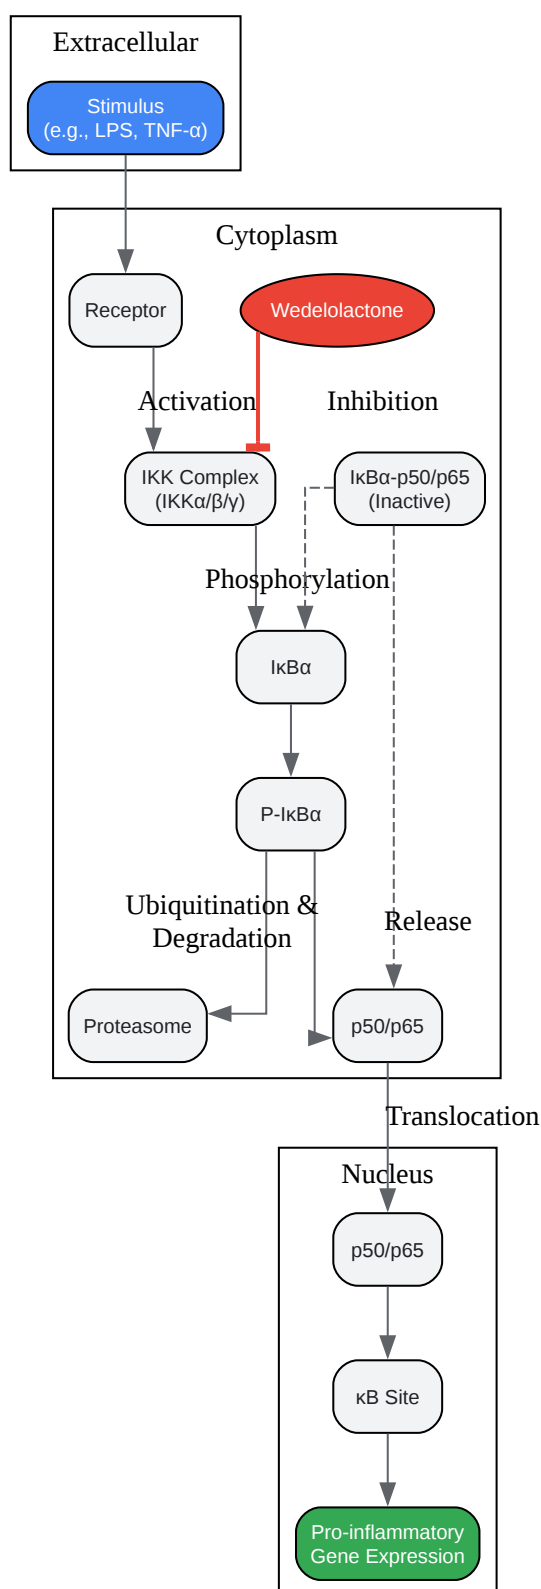 Extracellular
Stimulus
(e.g., LPS, TNF-α)
Cytoplasm
Receptor
Wedelolactone
Activation
Inhibition
IKK Complex
(IKKα/β/γ)
IκBα-p50/p65
(Inactive)
Phosphorylation
IκBα
P-IκBα
Ubiquitination &
Degradation
Release
Proteasome
p50/p65
Translocation
Nucleus
p50/p65
κB Site
Pro-inflammatory
Gene Expression